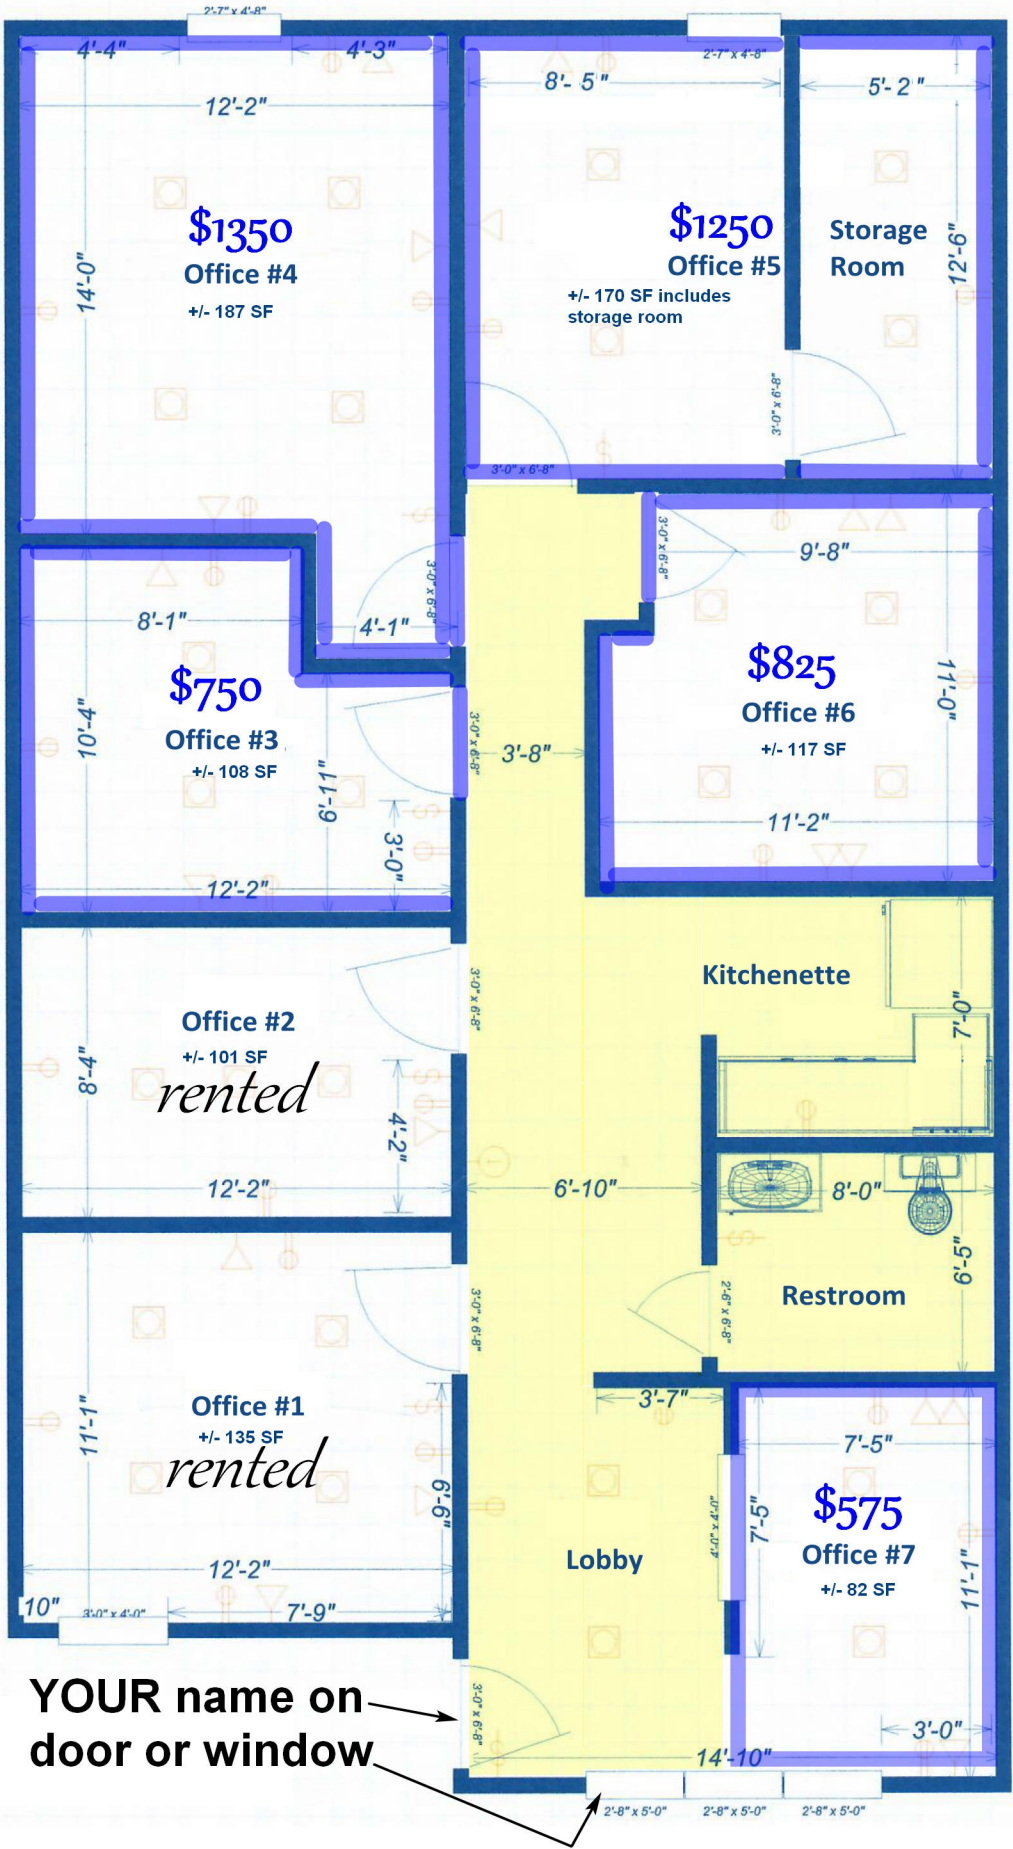 2'-7" x 4'-8"
4'-4"
4'-3"
12'-2"
14'-0"
$1350
Office #4
+/- 187 SF
4'-1"
3'-0" x 6'-8"
2'-7" x 4'-8"
8'- 5"
5'- 2"
$1250
Office #5
+/- 170 SF includes
storage room
Storage
Room
12'-6"
3'-0" x 6'-8"
3'-0" x 6'-8"
8'-1"
10'-4"
$750
Office #3
+/- 108 SF
6'-11"
3'-0"
12'-2"
3'-0" x 6'-8"
3'-8"
3'-0" x 6'-8"
9'-8"
$825
Office #6
+/- 117 SF
11'-0"
11'-2"
8'-4"
Office #2
+/- 101 SF
rented
4'-2"
12'-2"
3'-0" x 6'-8"
Kitchenette
7'-0"
6'-10"
8'-0"
6'-5"
Restroom
2'-6" x 6'-8"
3'-0" x 6'-8"
11'-1"
Office #1
+/- 135 SF
rented
9'-9"
12'-2"
10"
3'-0" x 4'-0"
7'-9"
3'-7"
Lobby
4'-0" x 4'-0"
7'-5"
7'-5"
$575
Office #7
+/- 82 SF
11'-1"
3'-0"
14'-10"
3'-0" x 6'-8"
YOUR name on
door or window
2'-8" x 5'-0"
2'-8" x 5'-0"
2'-8" x 5'-0"